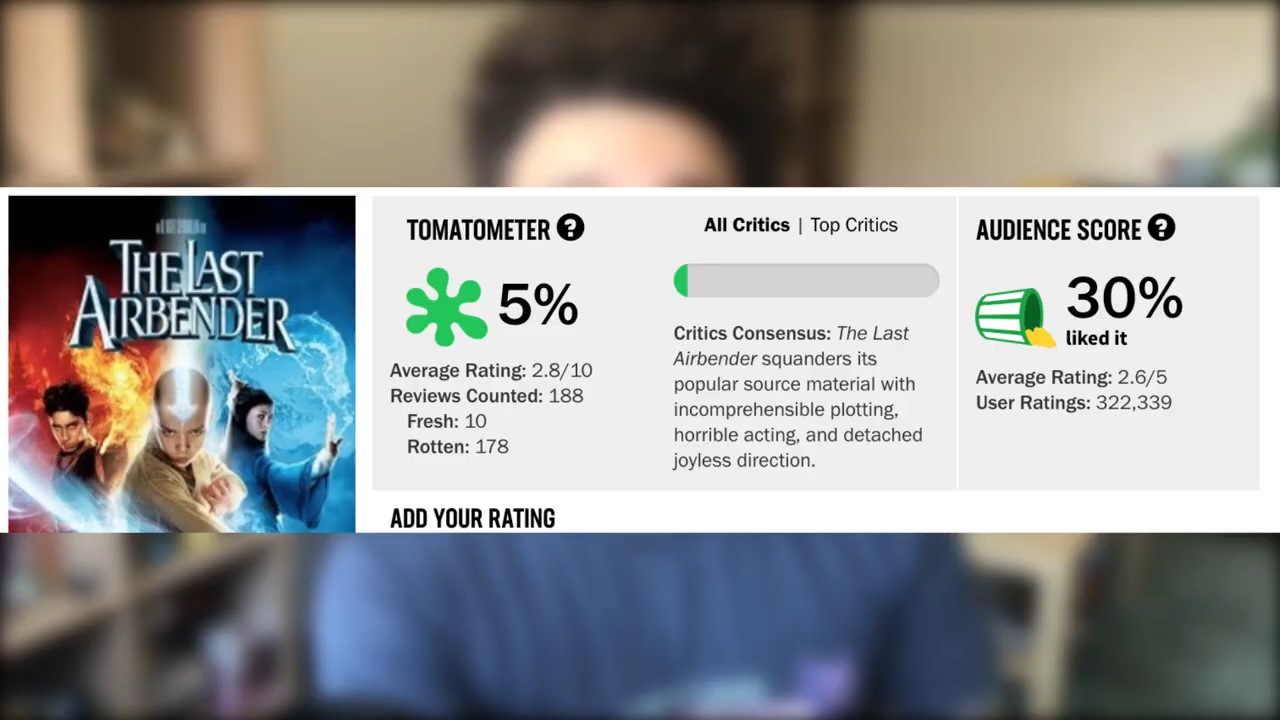 THE LAST
AIRBENDER
TOMATOMETER ?
5%
Average Rating: 2.8/10
Reviews Counted: 188
Fresh: 10
Rotten: 178
All Critics | Top Critics
Critics Consensus: The Last
Airbender squanders its
popular source material with
incomprehensible plotting,
horrible acting, and detached
joyless direction.
AUDIENCE SCORE ?
30%
liked it
Average Rating: 2.6/5
User Ratings: 322,339
ADD YOUR RATING